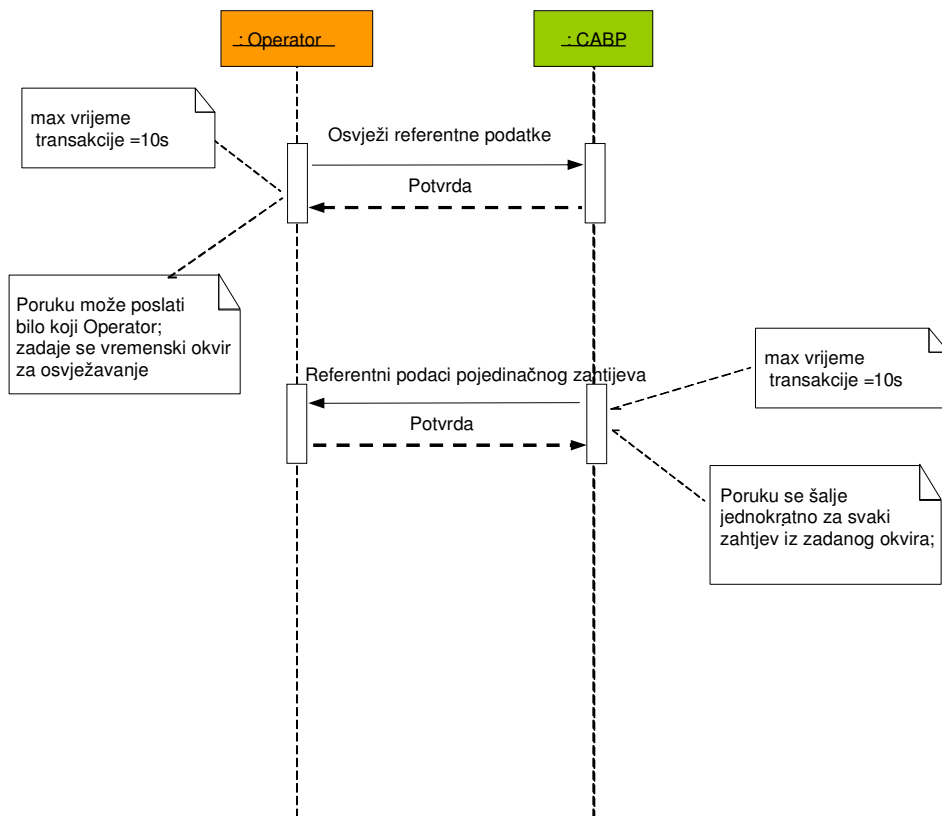 : Operator
: CABP
max vrijeme
transakcije =10s
Osvježi referentne podatke
Potvrda
Poruku može poslati
bilo koji Operator;
zadaje se vremenski okvir
za osvježavanje
Referentni podaci pojedinačnog zahtijeva
Potvrda
max vrijeme
transakcije =10s
Poruku se šalje
jednokratno za svaki
zahtjev iz zadanog okvira;